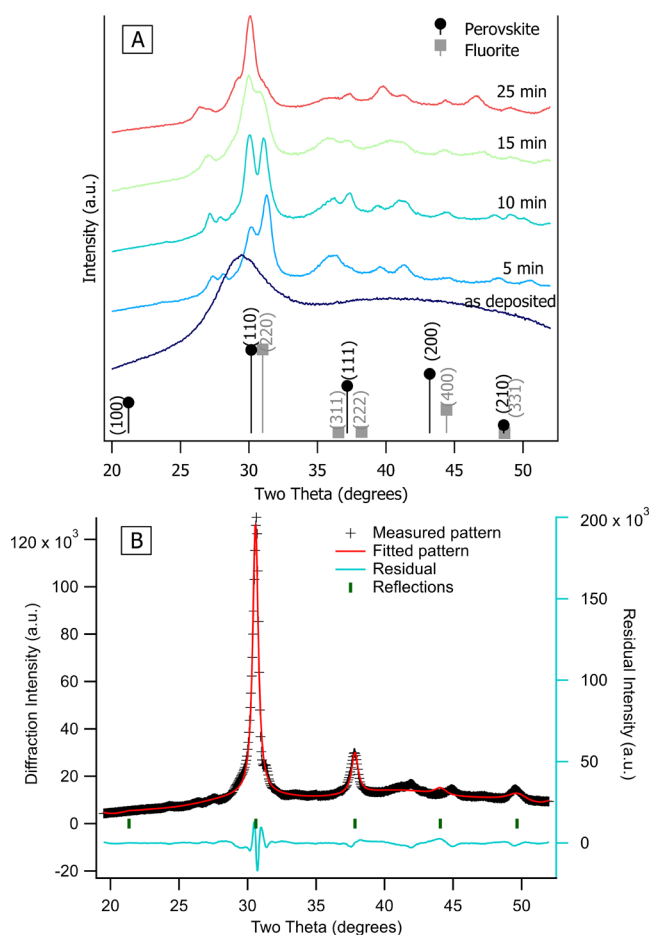 A
Perovskite
Fluorite
25 min
15 min
10 min
5 min
as deposited
Intensity (a.u.)
(100)
(110)
(220)
(311)
(111)
(222)
(200)
(400)
(210)
(331)
20 25 30 35 40 45 50
Two Theta (degrees)
B
Measured pattern
Fitted pattern
Residual
Reflections
120 x 10³
100
80
60
40
20
0
-20
Diffraction Intensity (a.u.)
200 x 10³
150
100
50
0
Residual Intensity (a.u.)
20 25 30 35 40 45 50
Two Theta (degrees)